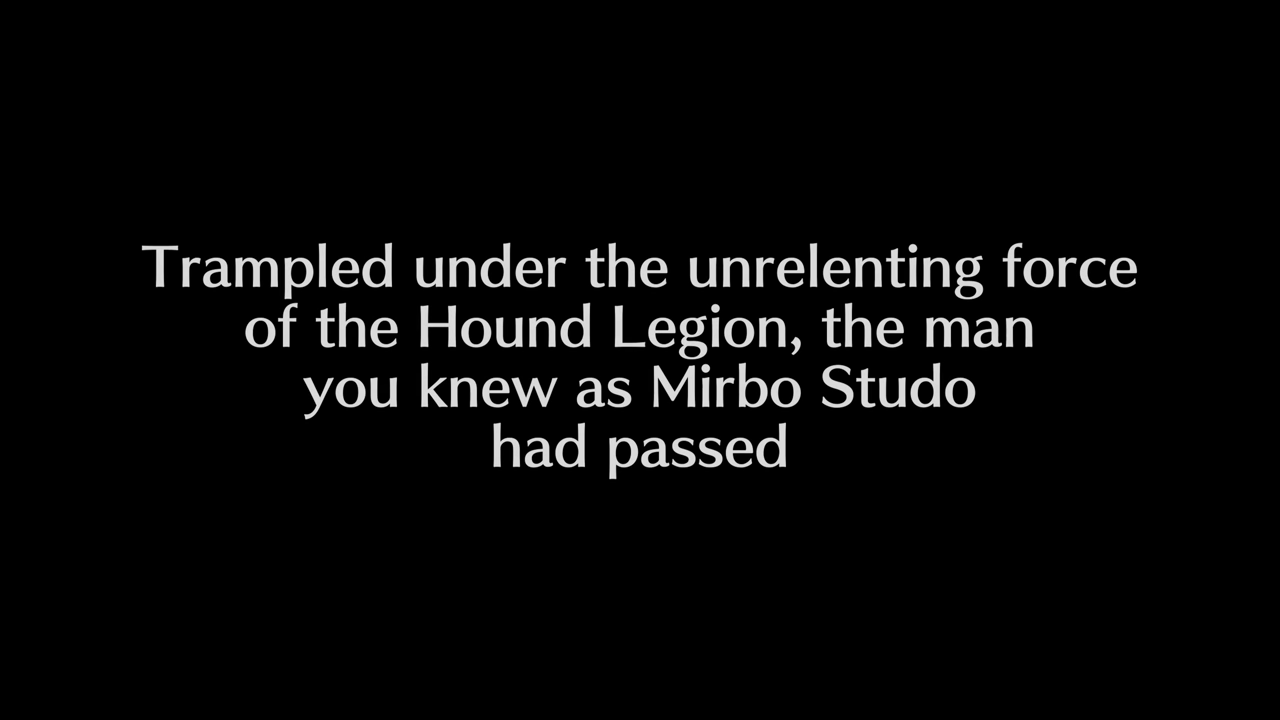 Trampled under the unrelenting force
of the Hound Legion, the man
you knew as Mirbo Studo
had passed